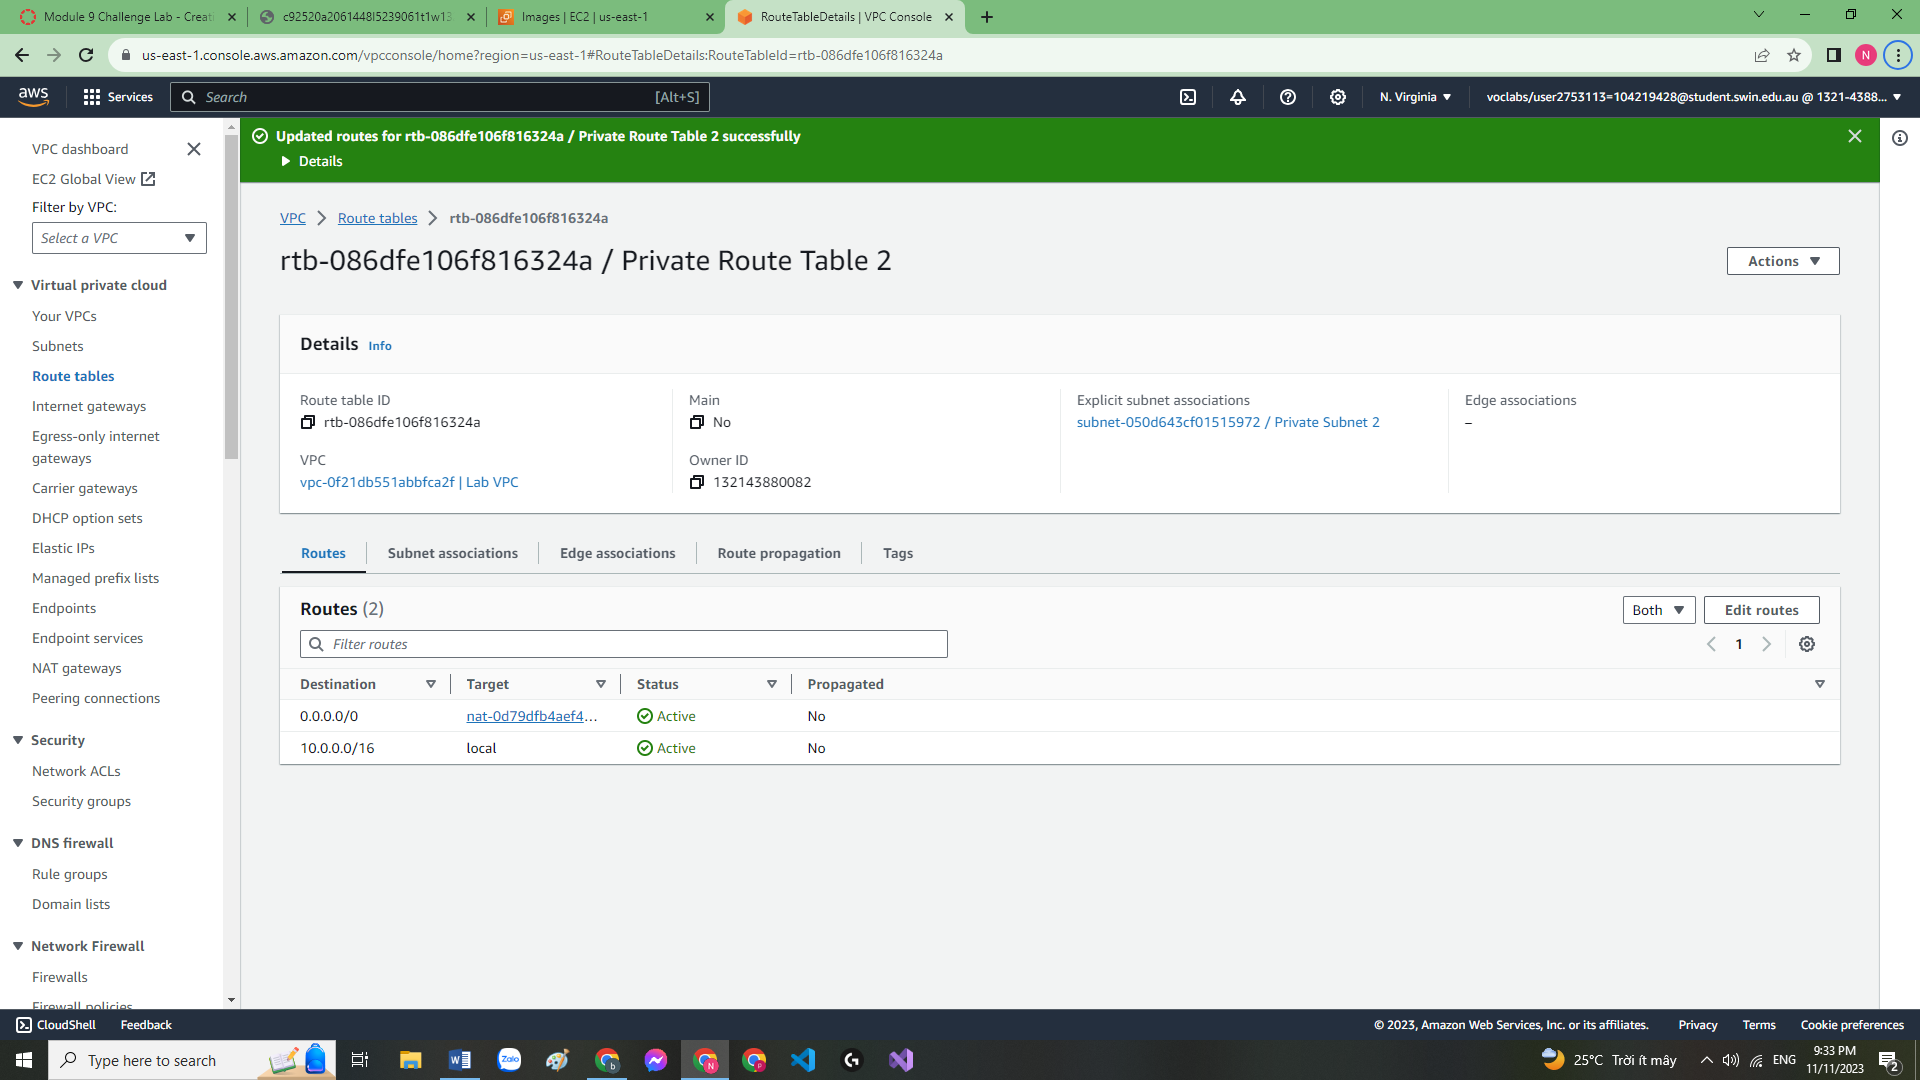 Module 9 Challenge Lab - Creati
c92520a2061448l5239061t1w13
Images | EC2 | us-east-1
RouteTableDetails | VPC Console
us-east-1.console.aws.amazon.com/vpcconsole/home?region=us-east-1#RouteTableDetails:RouteTableId=rtb-086dfe106f816324a
N
aws
Services
Search
[Alt+S]
N. Virginia
voclabs/user2753113=104219428@student.swin.edu.au @ 1321-4388...
VPC dashboard
EC2 Global View
Filter by VPC:
Select a VPC
Virtual private cloud
Your VPCs
Subnets
Route tables
Internet gateways
Egress-only internet
gateways
Carrier gateways
DHCP option sets
Elastic IPs
Managed prefix lists
Endpoints
Endpoint services
NAT gateways
Peering connections
Security
Network ACLs
Security groups
DNS firewall
Rule groups
Domain lists
Network Firewall
Firewalls
Firewall policies
Updated routes for rtb-086dfe106f816324a / Private Route Table 2 successfully
Details
VPC
Route tables
rtb-086dfe106f816324a
rtb-086dfe106f816324a / Private Route Table 2
Actions
Details Info
Route table ID
rtb-086dfe106f816324a
Main
No
Explicit subnet associations
subnet-050d643cf01515972 / Private Subnet 2
Edge associations
–
VPC
vpc-0f21db551abbfca2f | Lab VPC
Owner ID
132143880082
Routes
Subnet associations
Edge associations
Route propagation
Tags
Routes (2)
Both
Edit routes
Filter routes
1
Destination Target Status Propagated
0.0.0.0/0 nat-0d79dfb4aef4... Active No
10.0.0.0/16 local Active No
CloudShell
Feedback
© 2023, Amazon Web Services, Inc. or its affiliates.
Privacy
Terms
Cookie preferences
Type here to search
Zalo
25°C Trời ít mây
ENG
9:33 PM
11/11/2023
2